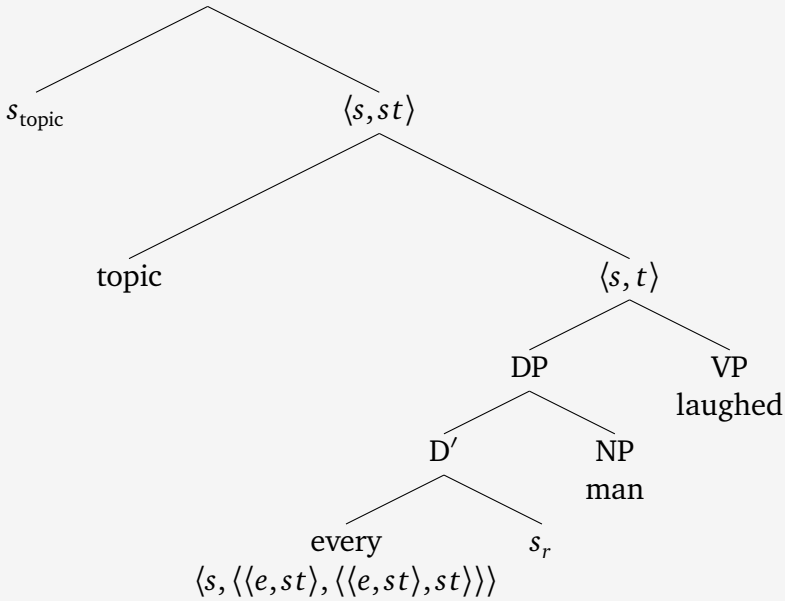 s_topic ⟨s, st⟩
topic ⟨s, t⟩
DP VP
laughed
D′ NP
man
every s_r
⟨s, ⟨⟨e, st⟩, ⟨⟨e, st⟩, st⟩⟩⟩